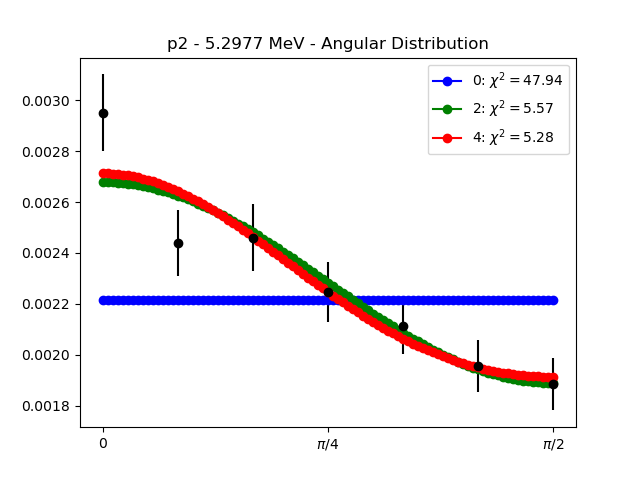 p2 - 5.2977 MeV - Angular Distribution
0: χ² = 47.94
2: χ² = 5.57
4: χ² = 5.28
0.0030
0.0028
0.0026
0.0024
0.0022
0.0020
0.0018
0
π/4
π/2